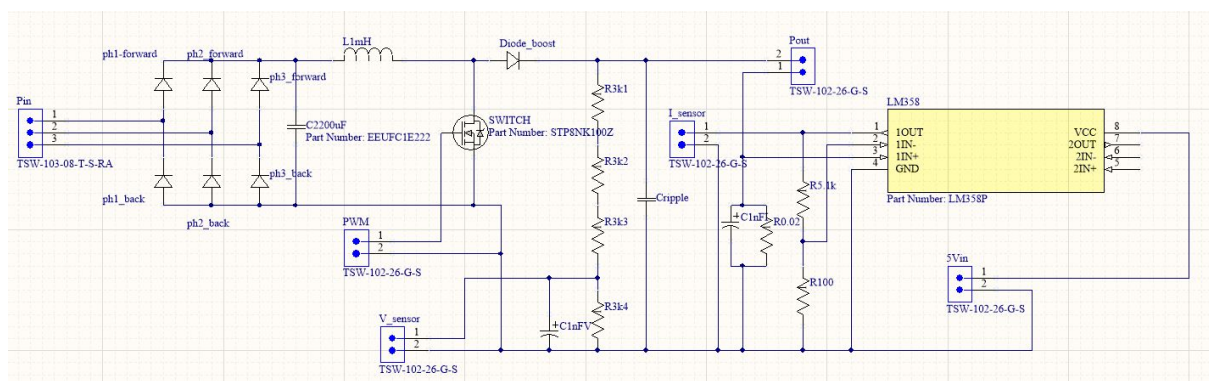 L1mH
Diode_boost
Pout
ph1-forward
ph2_forward
2
1
ph3_forward
TSW-102-26-G-S
Pin
LM358
1
2
3
C2200uF
Part Number: EEUFC1E222
SWITCH
Part Number: STP8NK100Z
R3k1
I_sensor
1
2
TSW-102-26-G-S
1 1OUT
2 1IN-
3 1IN+
4 GND
VCC 8
2OUT 7
2IN- 6
2IN+ 5
Part Number: LM358P
TSW-103-08-T-S-RA
R3k2
ph3_back
ph1_back
ph2_back
Cripple
R5.1k
C1nFI
R0.02
PWM
1
2
TSW-102-26-G-S
R3k3
5Vin
1
2
TSW-102-26-G-S
R100
V_sensor
1
2
TSW-102-26-G-S
C1nFV
R3k4